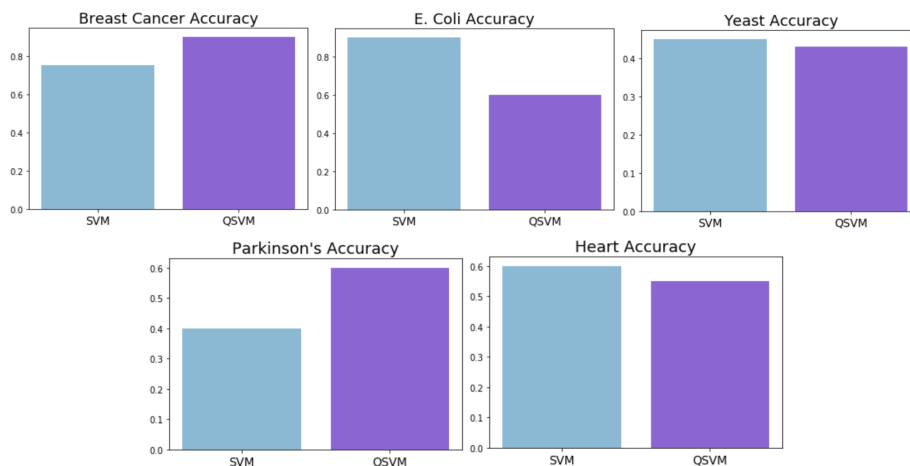 Breast Cancer Accuracy
0.8
0.6
0.4
0.2
0.0
SVM QSVM
E. Coli Accuracy
0.8
0.6
0.4
0.2
0.0
SVM QSVM
Yeast Accuracy
0.4
0.3
0.2
0.1
0.0
SVM QSVM
Parkinson's Accuracy
0.6
0.5
0.4
0.3
0.2
0.1
0.0
SVM QSVM
Heart Accuracy
0.6
0.5
0.4
0.3
0.2
0.1
0.0
SVM QSVM